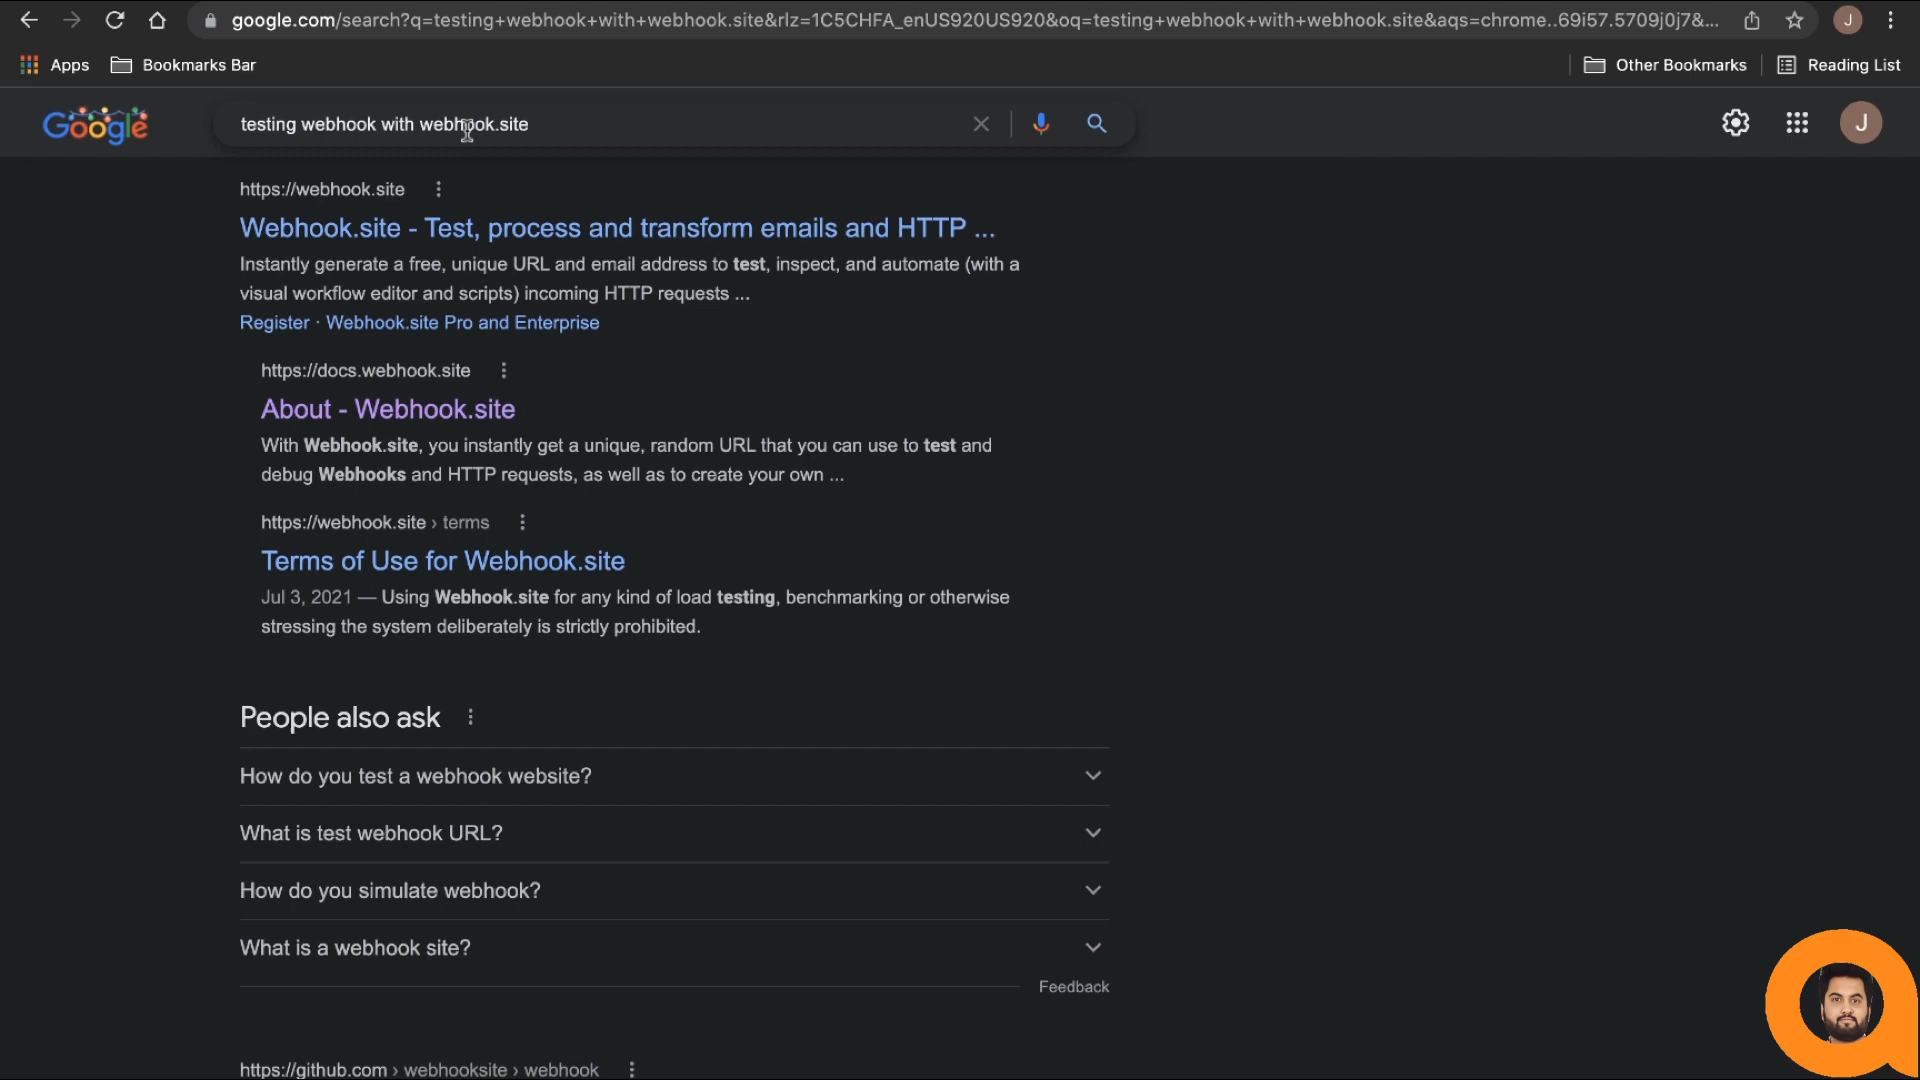 google.com/search?q=testing+webhook+with+webhook.site&rlz=1C5CHFA_enUS920US920&oq=testing+webhook+with+webhook.site&aqs=chrome..69i57.5709j0j7&...
J
Apps
Bookmarks Bar
Other Bookmarks
Reading List
Google
testing webhook with webhook.site
J
https://webhook.site
Webhook.site - Test, process and transform emails and HTTP ...
Instantly generate a free, unique URL and email address to test, inspect, and automate (with a
visual workflow editor and scripts) incoming HTTP requests ...
Register · Webhook.site Pro and Enterprise
https://docs.webhook.site
About - Webhook.site
With Webhook.site, you instantly get a unique, random URL that you can use to test and
debug Webhooks and HTTP requests, as well as to create your own ...
https://webhook.site › terms
Terms of Use for Webhook.site
Jul 3, 2021 — Using Webhook.site for any kind of load testing, benchmarking or otherwise
stressing the system deliberately is strictly prohibited.
People also ask
How do you test a webhook website?
What is test webhook URL?
How do you simulate webhook?
What is a webhook site?
Feedback
https://github.com › webhooksite › webhook